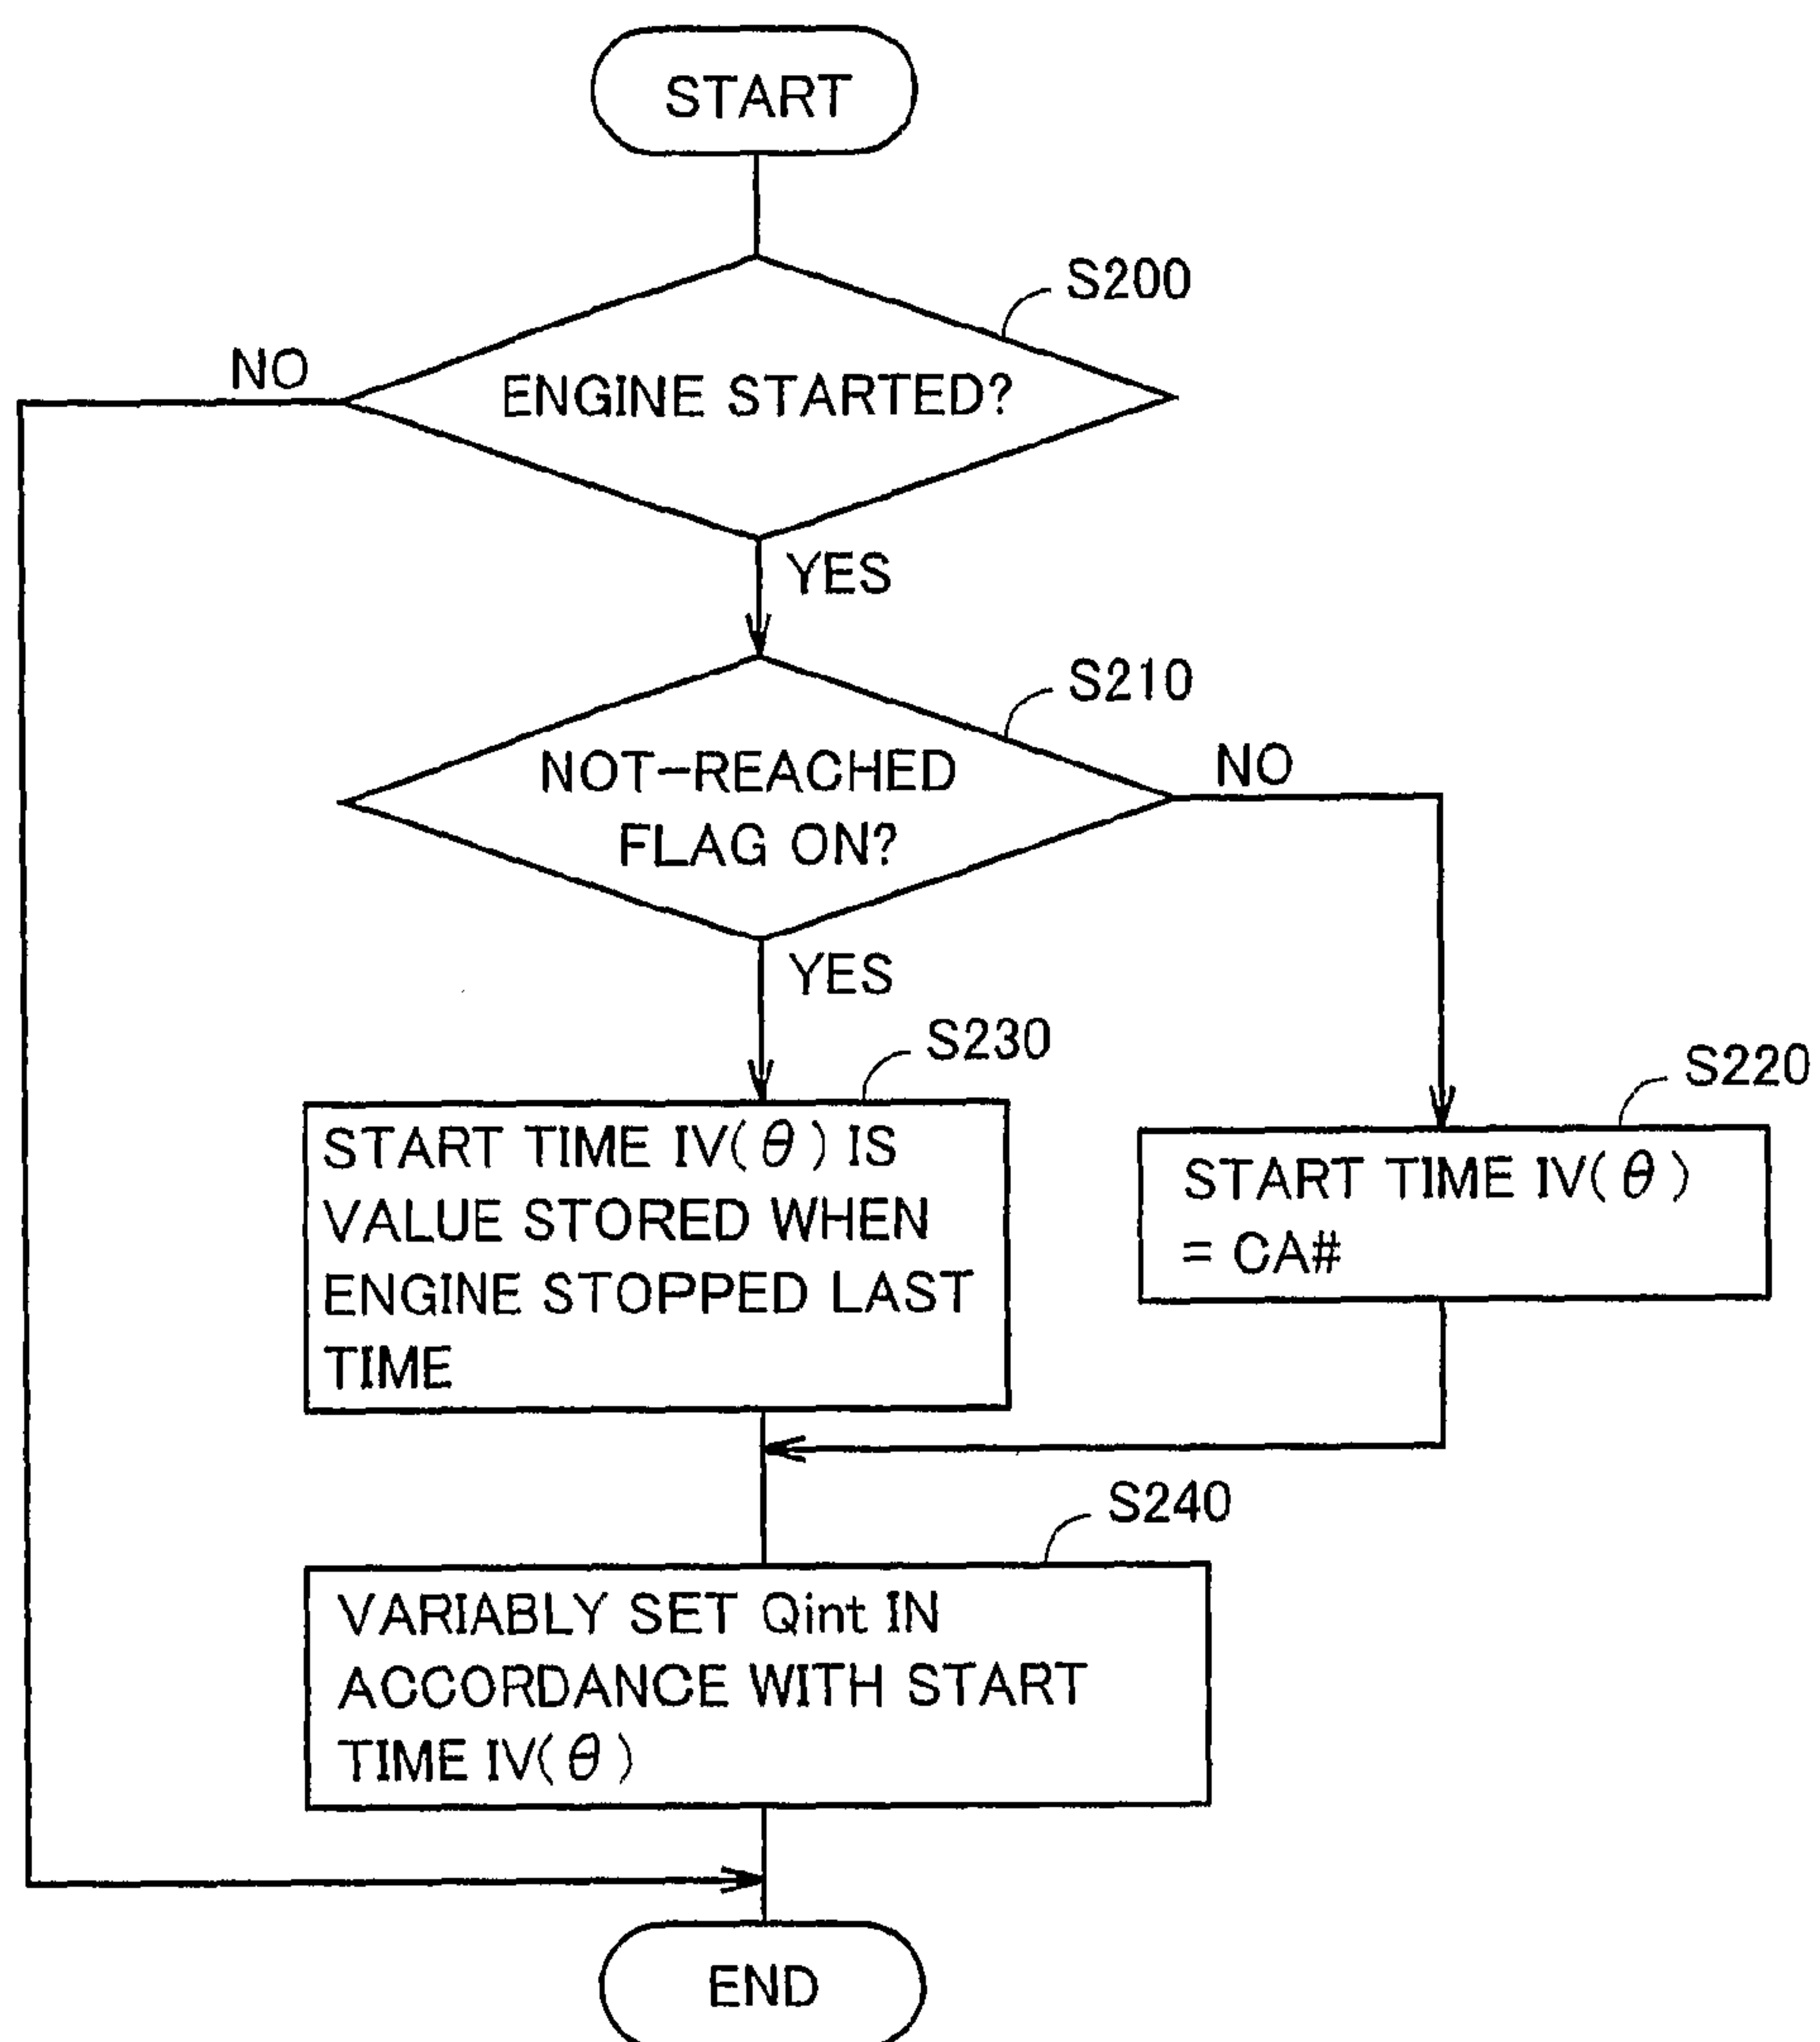 START
S200
NO
ENGINE STARTED?
YES
S210
NOT-REACHED
FLAG ON?
NO
YES
S230
START TIME IV(θ) IS
VALUE STORED WHEN
ENGINE STOPPED LAST
TIME
S220
START TIME IV(θ)
= CA#
S240
VARIABLY SET Qint IN
ACCORDANCE WITH START
TIME IV(θ)
END